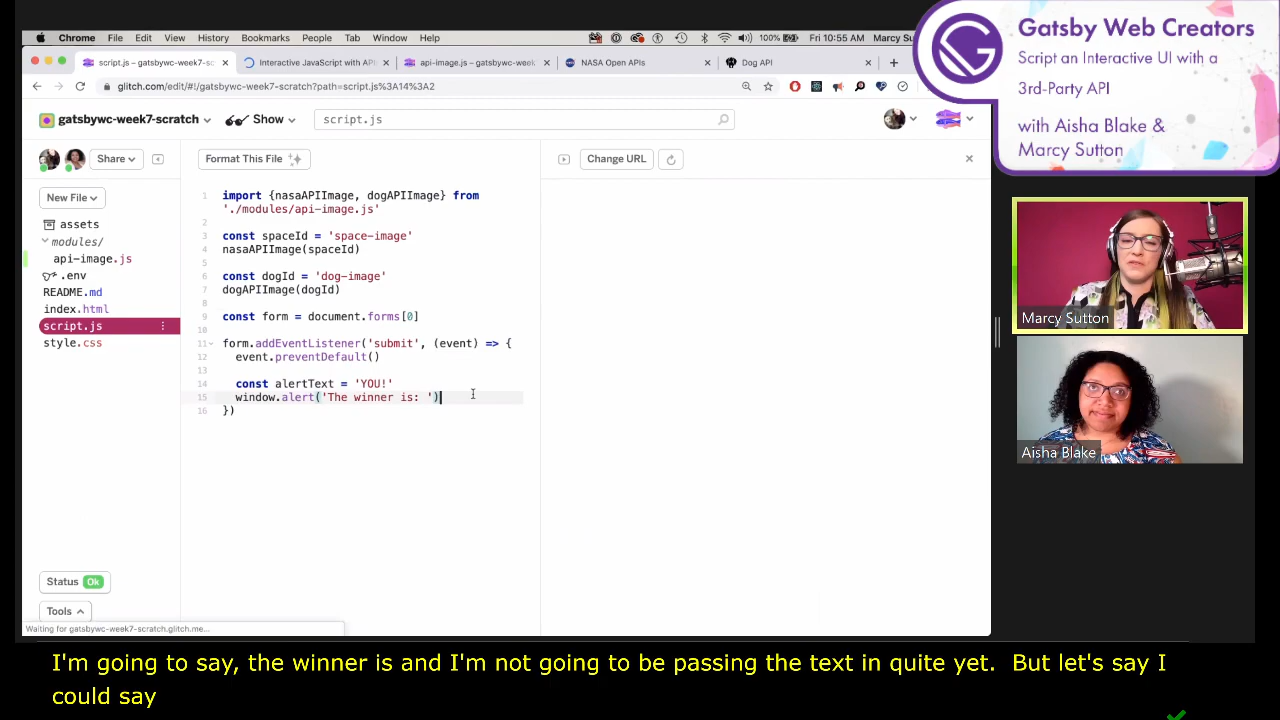 Chrome File Edit View History Bookmarks People Tab Window Help 100% Fri 10:55 AM Marcy Sut
script.js – gatsbywc-week7-sc × Interactive JavaScript with API × api-image.js – gatsbywc-week × NASA Open APIs × Dog API × +
glitch.com/edit/#!/gatsbywc-week7-scratch?path=script.js%3A14%3A2
gatsbywc-week7-scratch Show script.js
Share Format This File Change URL ×
New File
assets
modules/
api-image.js
.env
README.md
index.html
script.js
style.css
1 import {nasaAPIImage, dogAPIImage} from
'./modules/api-image.js'
2
3 const spaceId = 'space-image'
4 nasaAPIImage(spaceId)
5
6 const dogId = 'dog-image'
7 dogAPIImage(dogId)
8
9 const form = document.forms[0]
10
11 form.addEventListener('submit', (event) => {
12 event.preventDefault()
13
14 const alertText = 'YOU!'
15 window.alert('The winner is: ')
16 })
Status Ok
Tools
Waiting for gatsbywc-week7-scratch.glitch.me...
Gatsby Web Creators
Script an Interactive UI with a
3rd-Party API
with Aisha Blake &
Marcy Sutton
Marcy Sutton
Aisha Blake
I'm going to say, the winner is and I'm not going to be passing the text in quite yet. But let's say I
could say